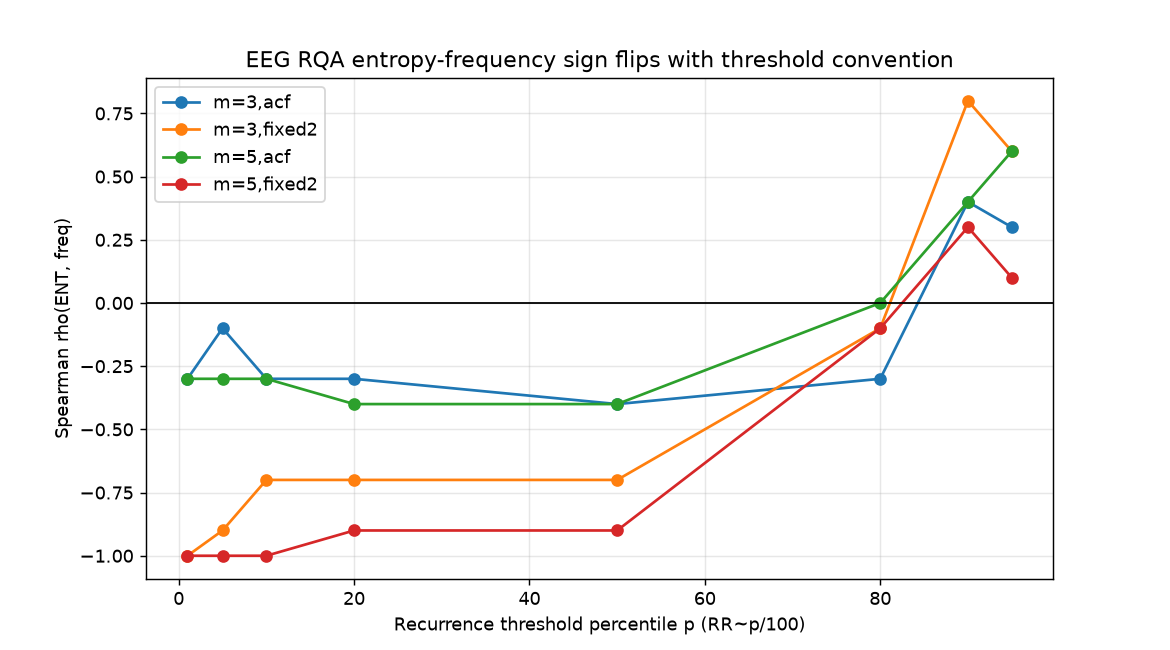 EEG RQA entropy-frequency sign flips with threshold convention
m=3,acf
m=3,fixed2
m=5,acf
m=5,fixed2
Spearman rho(ENT, freq)
0.75
0.50
0.25
0.00
−0.25
−0.50
−0.75
−1.00
0 20 40 60 80
Recurrence threshold percentile p (RR~p/100)